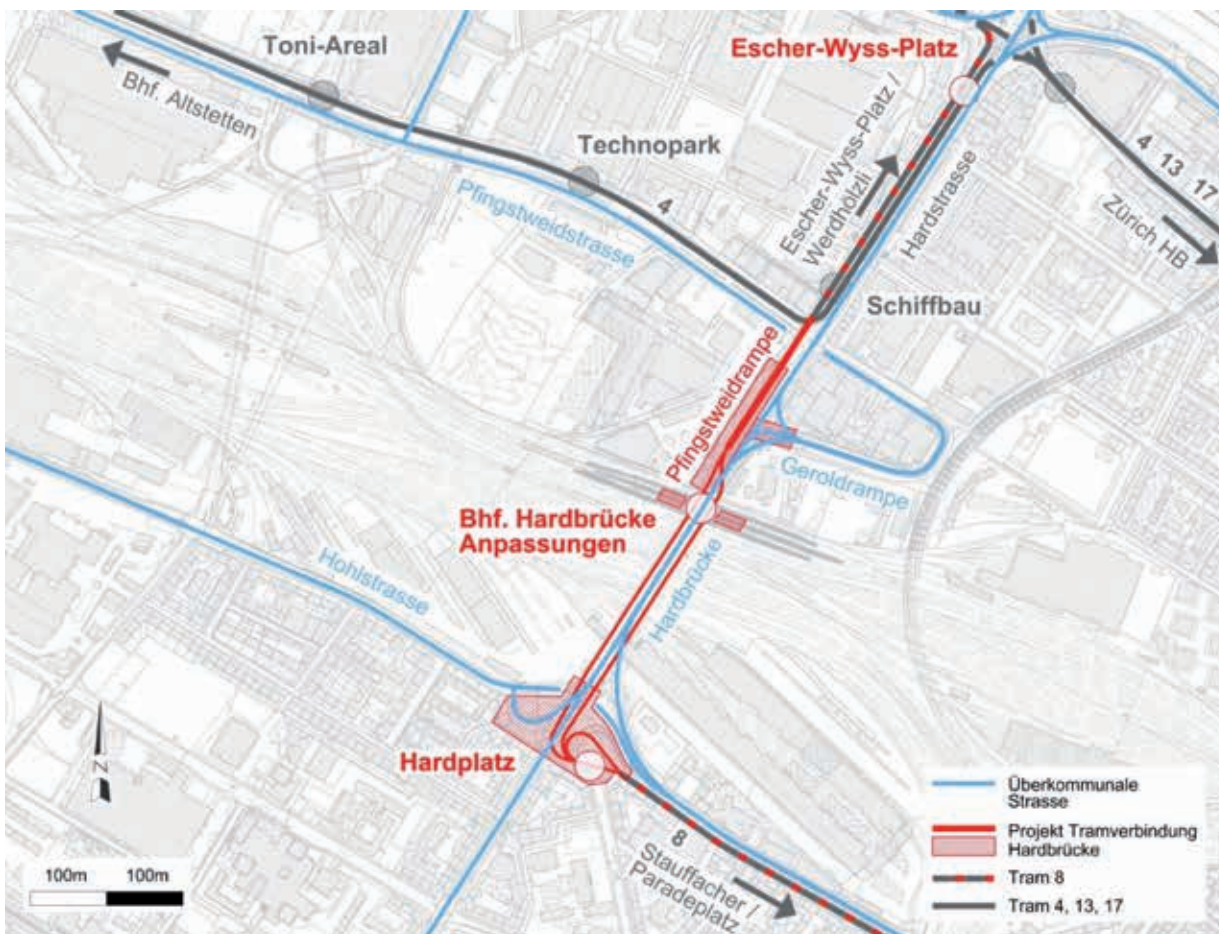 Toni-Areal
Bhf. Altstetten
Escher-Wyss-Platz
Technopark
Pfingstweidstrasse
4
Escher-Wyss-Platz /
Werdhölzli
Hardstrasse
4 13 17
Zürich HB
Schiffbau
Pfingstweidrampe
Geroldrampe
Bhf. Hardbrücke
Anpassungen
Hardbrücke
Hohlstrasse
Hardplatz
8
Stauffacher /
Paradeplatz
N
100m 100m
Überkommunale
Strasse
Projekt Tramverbindung
Hardbrücke
Tram 8
Tram 4, 13, 17